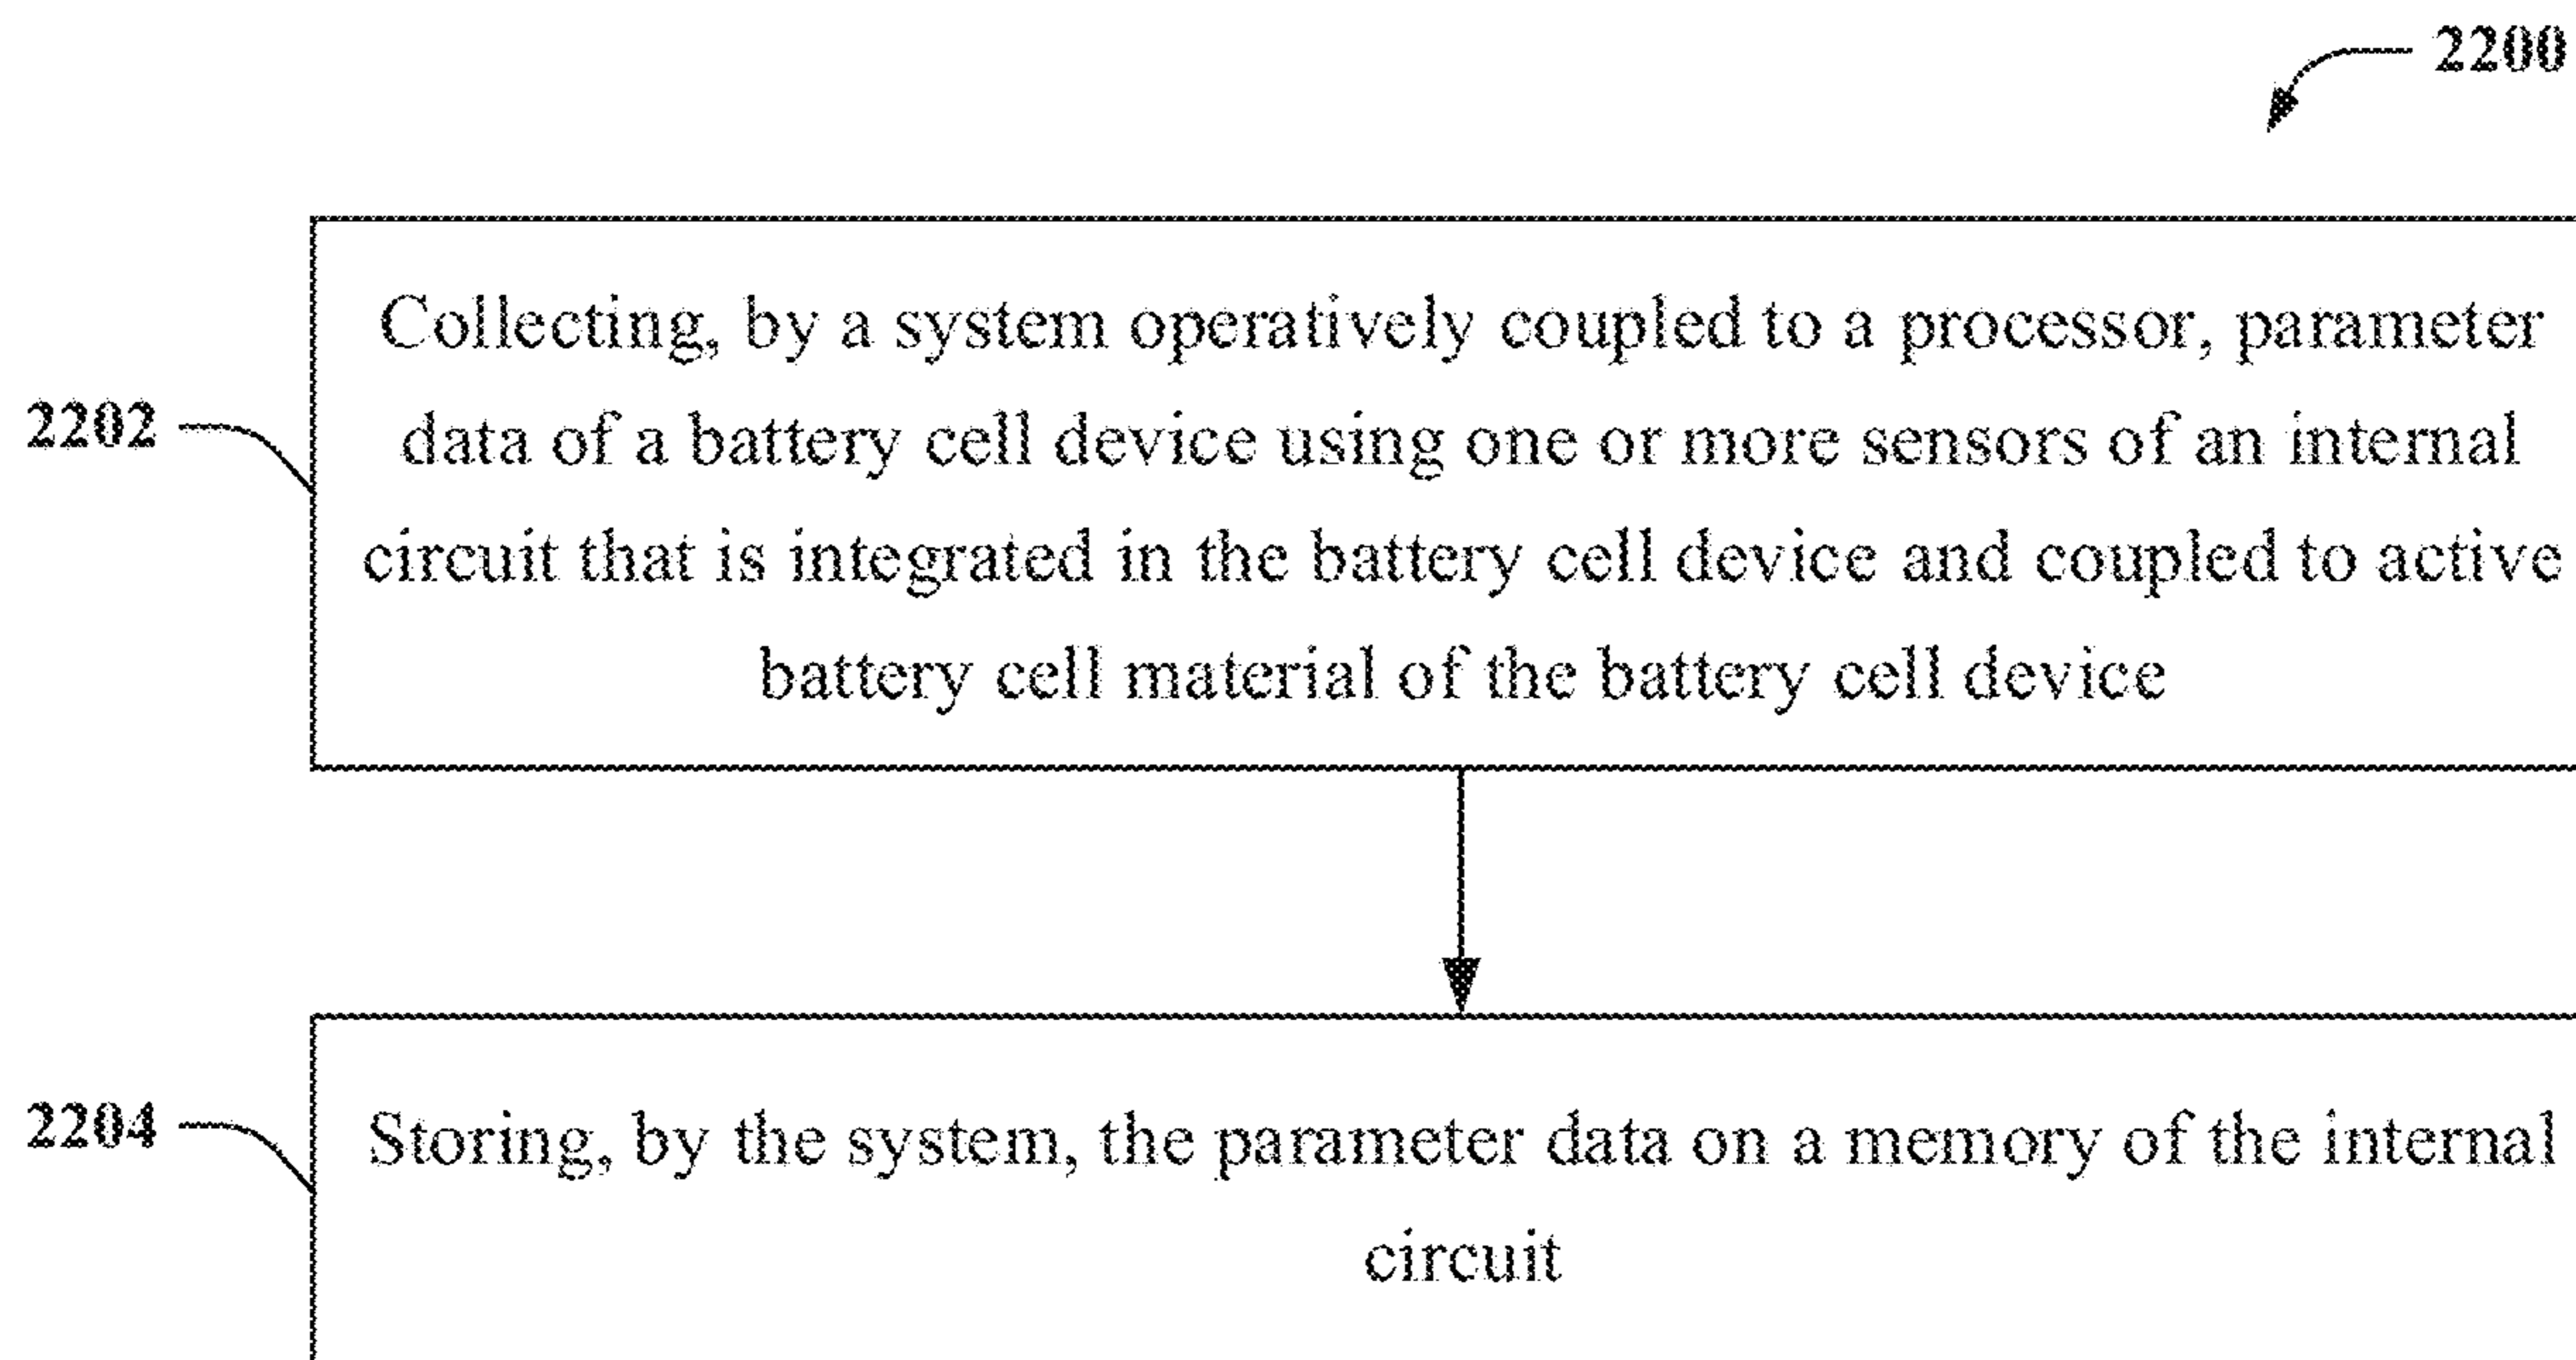 2200
2202
Collecting, by a system operatively coupled to a processor, parameter
data of a battery cell device using one or more sensors of an internal
circuit that is integrated in the battery cell device and coupled to active
battery cell material of the battery cell device
2204
Storing, by the system, the parameter data on a memory of the internal
circuit